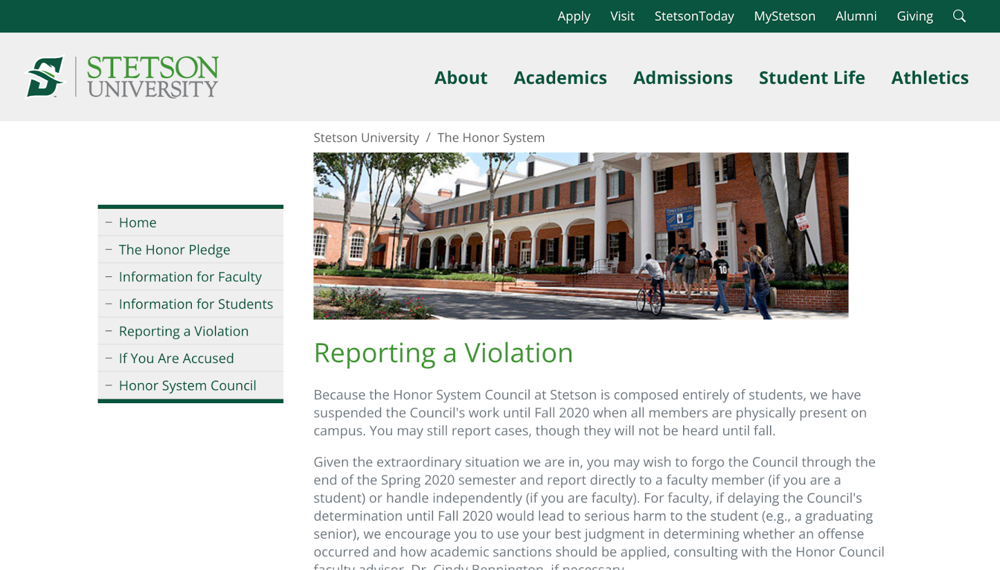 Apply Visit StetsonToday MyStetson Alumni Giving
STETSON
UNIVERSITY
About Academics Admissions Student Life Athletics
Stetson University / The Honor System
– Home
– The Honor Pledge
– Information for Faculty
– Information for Students
– Reporting a Violation
– If You Are Accused
– Honor System Council
10
Reporting a Violation
Because the Honor System Council at Stetson is composed entirely of students, we have
suspended the Council's work until Fall 2020 when all members are physically present on
campus. You may still report cases, though they will not be heard until fall.
Given the extraordinary situation we are in, you may wish to forgo the Council through the
end of the Spring 2020 semester and report directly to a faculty member (if you are a
student) or handle independently (if you are faculty). For faculty, if delaying the Council's
determination until Fall 2020 would lead to serious harm to the student (e.g., a graduating
senior), we encourage you to use your best judgment in determining whether an offense
occurred and how academic sanctions should be applied, consulting with the Honor Council
faculty advisor, Dr. Cindy Bennington, if necessary.